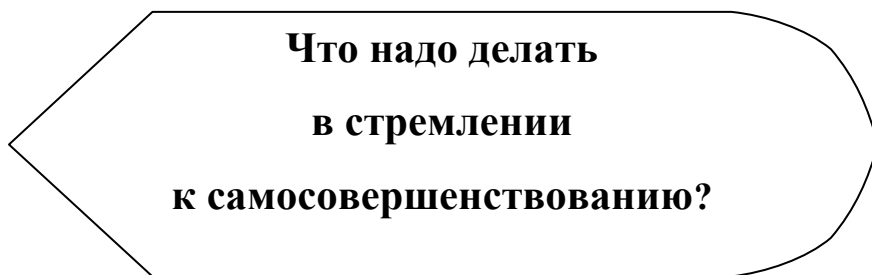 Что надо делать
в стремлении
к самосовершенствованию?